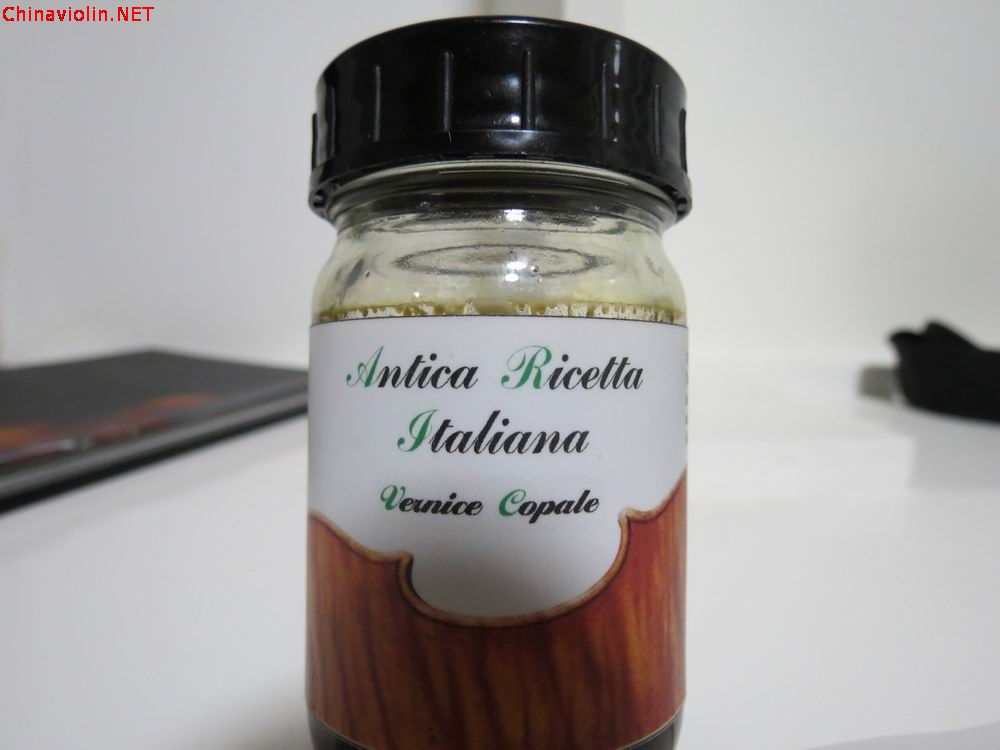 Chinaviolin.NET
Antica Ricetta
Italiana
Vernice Copale